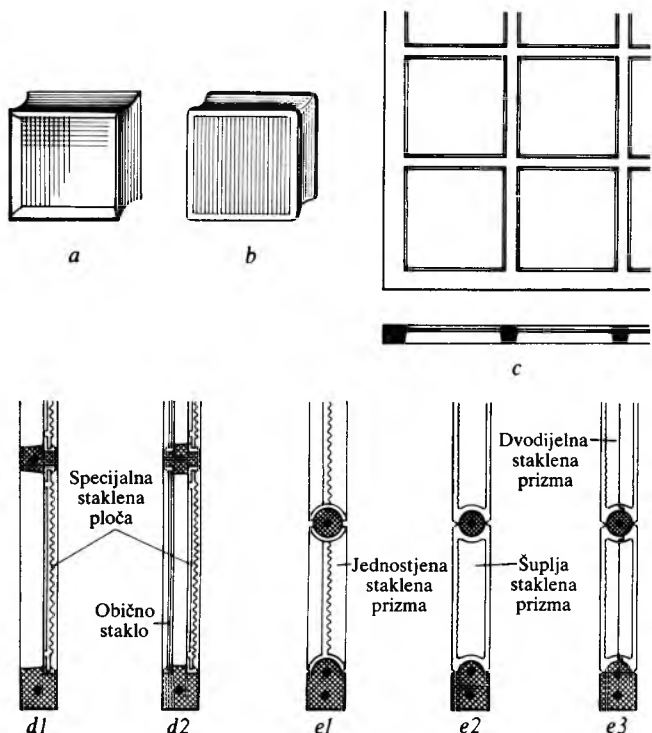 a
b
c
Specijalna
staklena
ploča
Obično
staklo
Jednostjena
staklena
prizma
Šuplja
staklena
prizma
Dvodijelna
staklena
prizma
d1
d2
e1
e2
e3